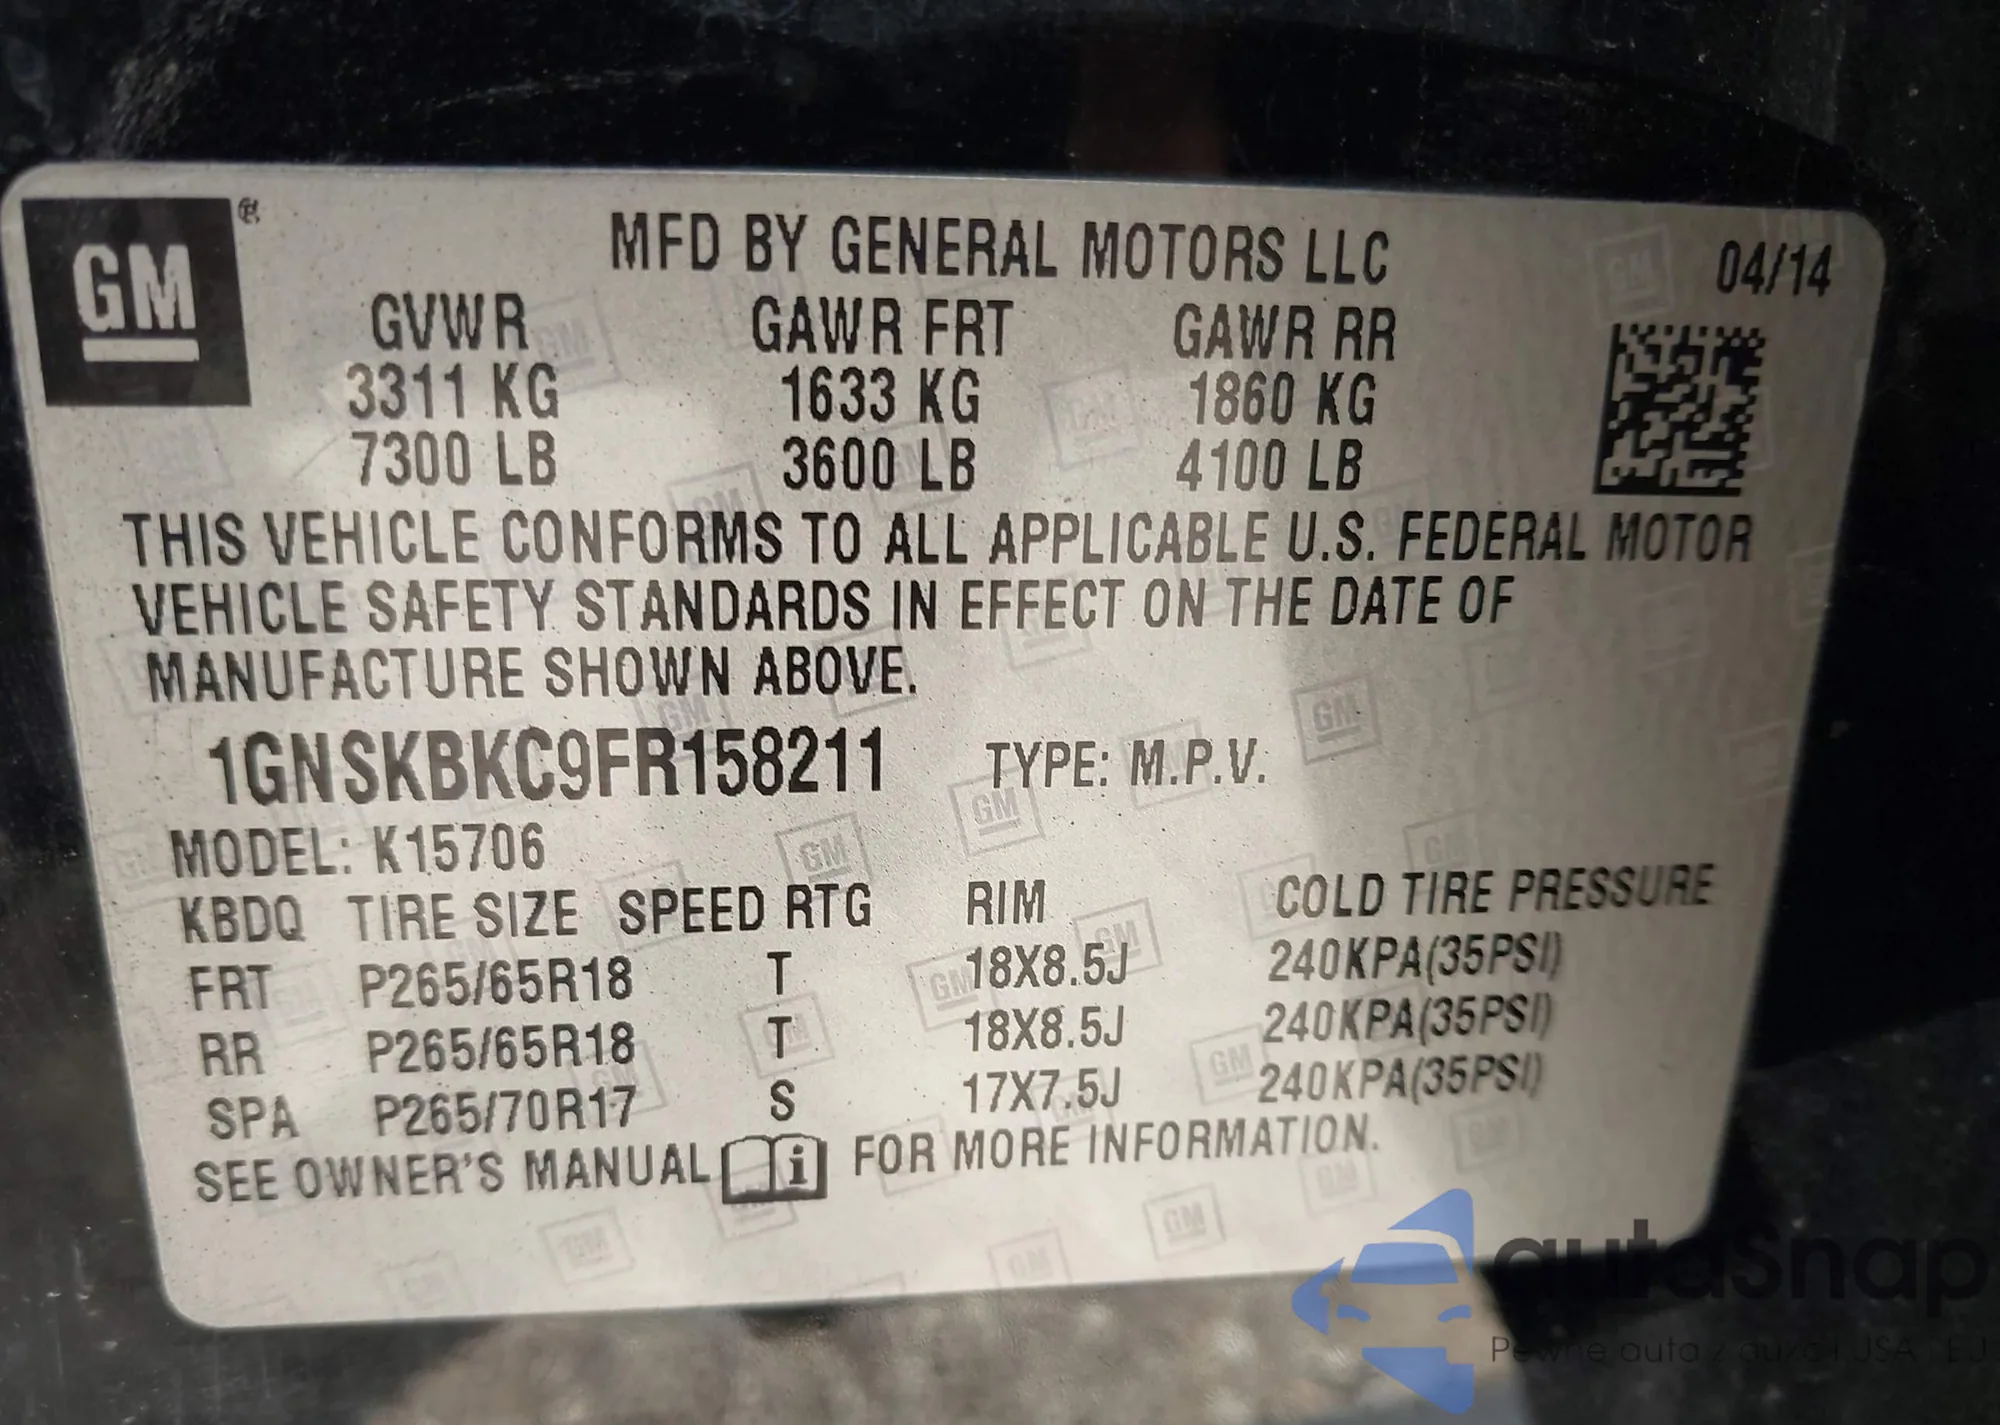 GM ®
MFD BY GENERAL MOTORS LLC 04/14
GVWR GAWR FRT GAWR RR
3311 KG 1633 KG 1860 KG
7300 LB 3600 LB 4100 LB
THIS VEHICLE CONFORMS TO ALL APPLICABLE U.S. FEDERAL MOTOR
VEHICLE SAFETY STANDARDS IN EFFECT ON THE DATE OF
MANUFACTURE SHOWN ABOVE.
1GNSKBKC9FR158211 TYPE: M.P.V.
MODEL: K15706
KBDQ TIRE SIZE SPEED RTG RIM COLD TIRE PRESSURE
FRT P265/65R18 T 18X8.5J 240KPA(35PSI)
RR P265/65R18 T 18X8.5J 240KPA(35PSI)
SPA P265/70R17 S 17X7.5J 240KPA(35PSI)
SEE OWNER'S MANUAL i FOR MORE INFORMATION.
autaSnap
Pewne auta z USA